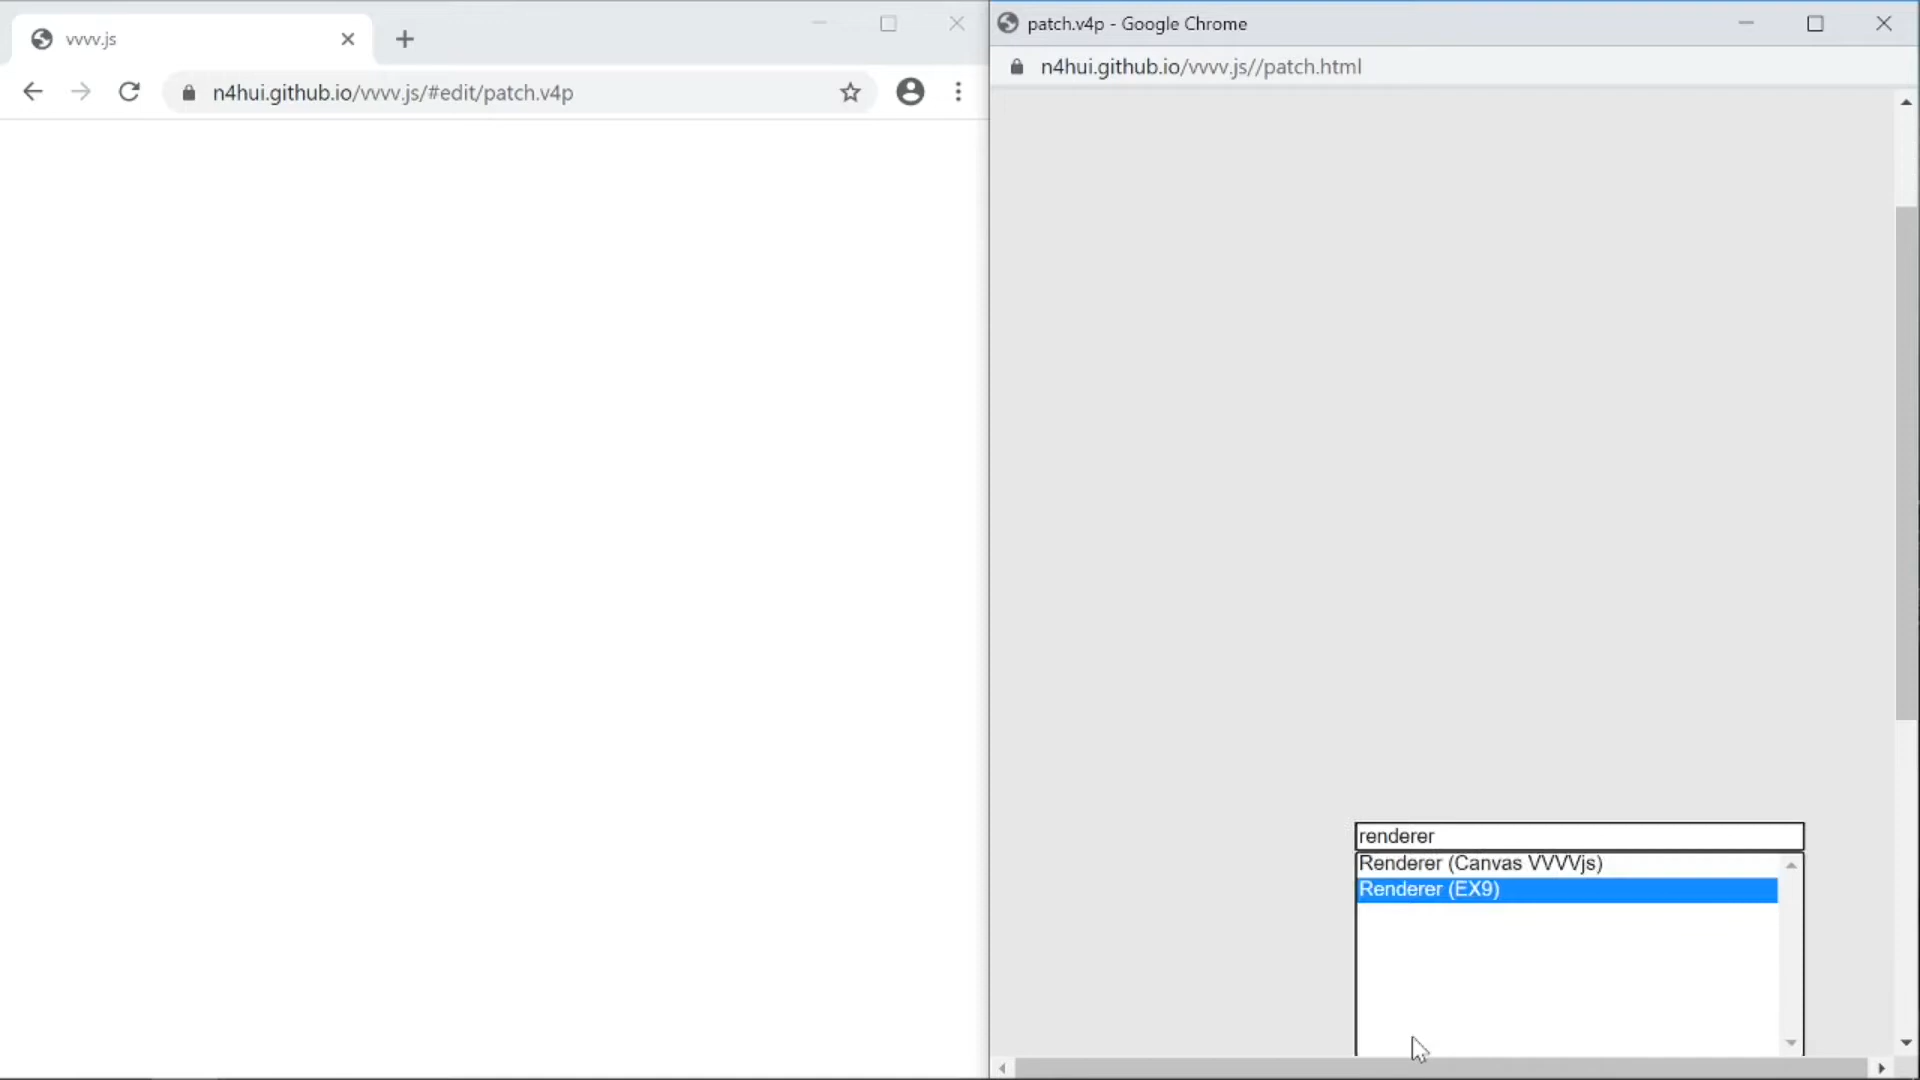 vvvv.js
n4hui.github.io/vvvv.js/#edit/patch.v4p
patch.v4p - Google Chrome
n4hui.github.io/vvvv.js//patch.html
renderer
Renderer (Canvas VVVVjs)
Renderer (EX9)